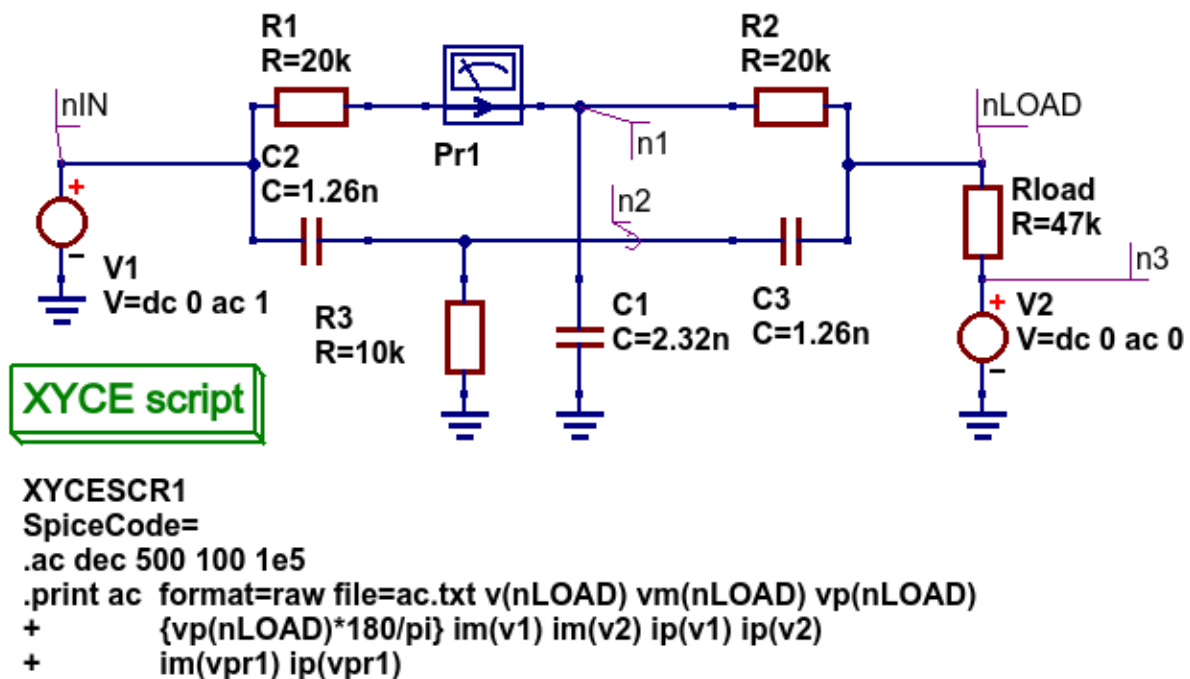 R1
R=20k
R2
R=20k
nIN
nLOAD
Pr1
n1
C2
C=1.26n
n2
Rload
R=47k
+
n3
-
V1
V=dc 0 ac 1
R3
R=10k
C1
C=2.32n
C3
C=1.26n
+
V2
V=dc 0 ac 0
-
XYCE script
XYCESCR1
SpiceCode=
.ac dec 500 100 1e5
.print ac  format=raw file=ac.txt v(nLOAD) vm(nLOAD) vp(nLOAD)
+       {vp(nLOAD)*180/pi} im(v1) im(v2) ip(v1) ip(v2)
+       im(vpr1) ip(vpr1)